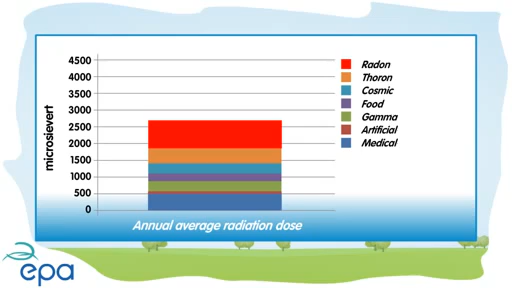 4500
4000
3500
3000
2500
2000
1500
1000
500
0
microsievert
Radon
Thoron
Cosmic
Food
Gamma
Artificial
Medical
Annual average radiation dose
epa